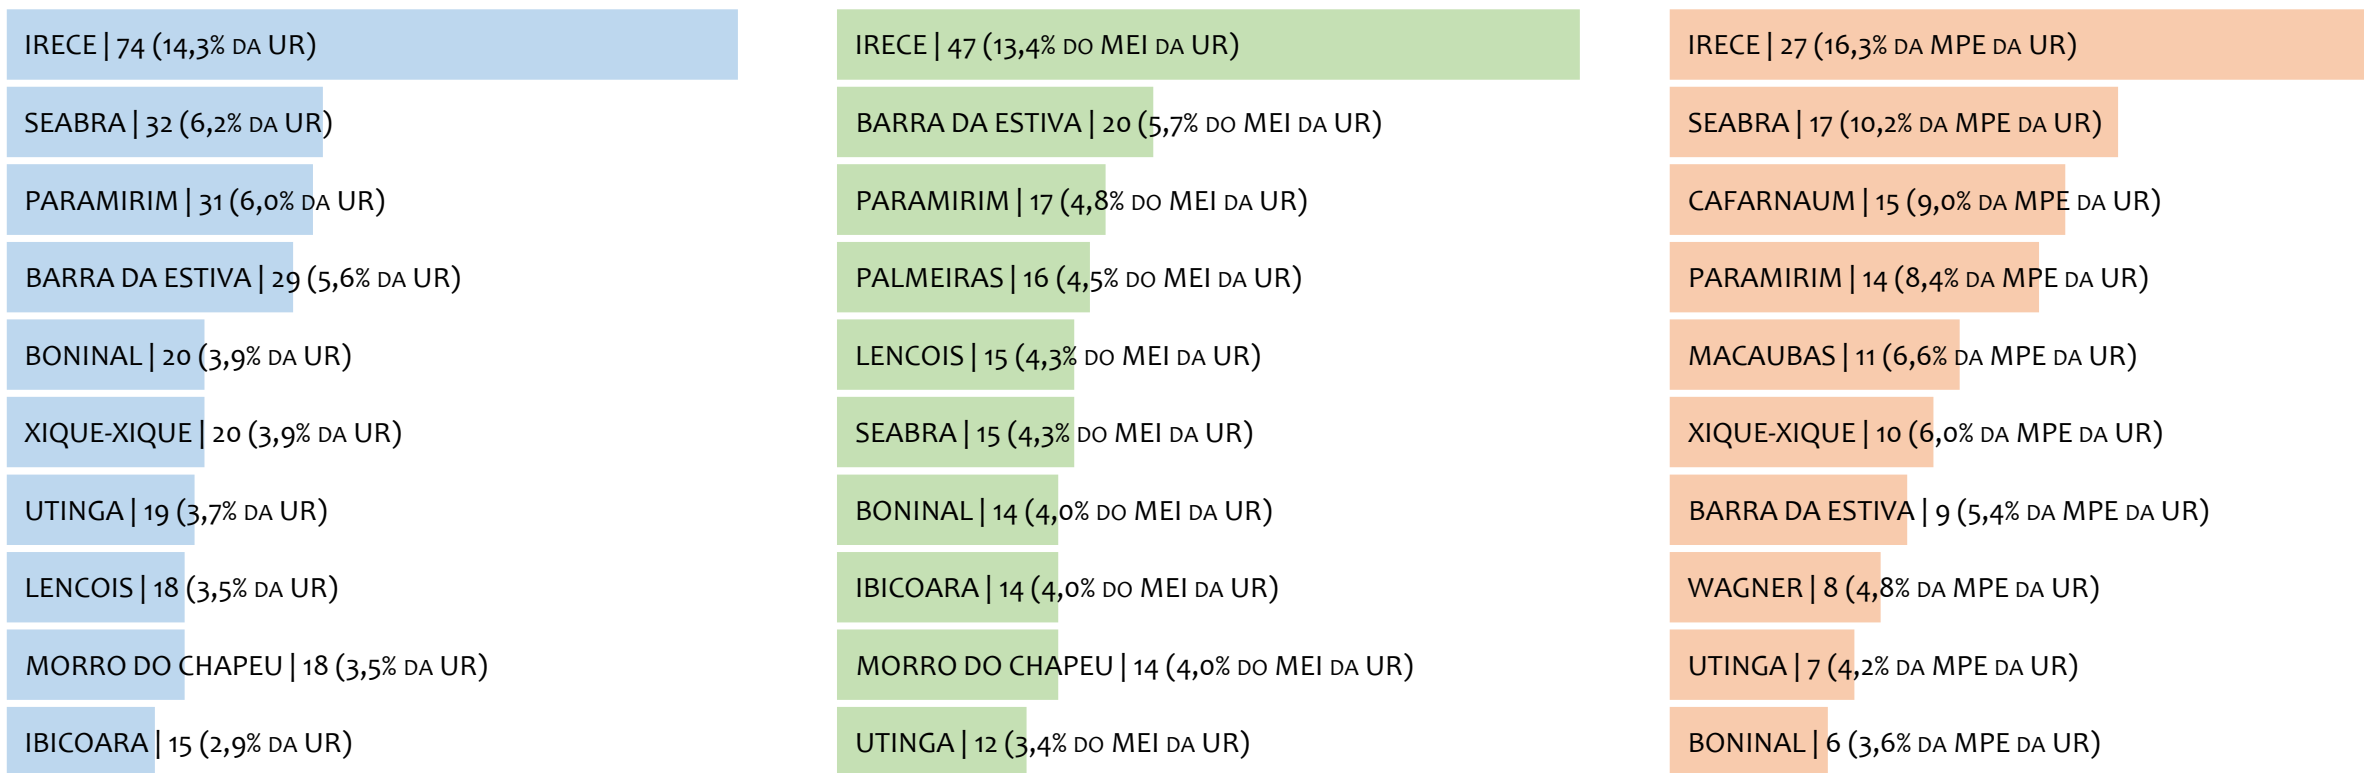 IRECE | 74 (14,3% DA UR)
SEABRA | 32 (6,2% DA UR)
PARAMIRIM | 31 (6,0% DA UR)
BARRA DA ESTIVA | 29 (5,6% DA UR)
BONINAL | 20 (3,9% DA UR)
XIQUE-XIQUE | 20 (3,9% DA UR)
UTINGA | 19 (3,7% DA UR)
LENCOIS | 18 (3,5% DA UR)
MORRO DO CHAPEU | 18 (3,5% DA UR)
IBICOARA | 15 (2,9% DA UR)
IRECE | 47 (13,4% DO MEI DA UR)
BARRA DA ESTIVA | 20 (5,7% DO MEI DA UR)
PARAMIRIM | 17 (4,8% DO MEI DA UR)
PALMEIRAS | 16 (4,5% DO MEI DA UR)
LENCOIS | 15 (4,3% DO MEI DA UR)
SEABRA | 15 (4,3% DO MEI DA UR)
BONINAL | 14 (4,0% DO MEI DA UR)
IBICOARA | 14 (4,0% DO MEI DA UR)
MORRO DO CHAPEU | 14 (4,0% DO MEI DA UR)
UTINGA | 12 (3,4% DO MEI DA UR)
IRECE | 27 (16,3% DA MPE DA UR)
SEABRA | 17 (10,2% DA MPE DA UR)
CAFARNAUM | 15 (9,0% DA MPE DA UR)
PARAMIRIM | 14 (8,4% DA MPE DA UR)
MACAUBAS | 11 (6,6% DA MPE DA UR)
XIQUE-XIQUE | 10 (6,0% DA MPE DA UR)
BARRA DA ESTIVA | 9 (5,4% DA MPE DA UR)
WAGNER | 8 (4,8% DA MPE DA UR)
UTINGA | 7 (4,2% DA MPE DA UR)
BONINAL | 6 (3,6% DA MPE DA UR)